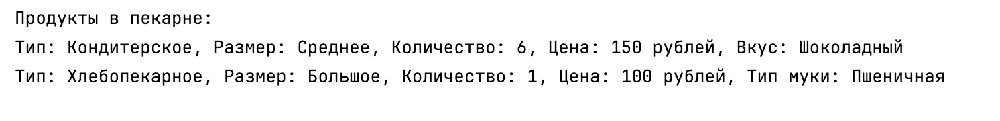 Продукты в пекарне:
Тип: Кондитерское, Размер: Среднее, Количество: 6, Цена: 150 рублей, Вкус: Шоколадный
Тип: Хлебопекарное, Размер: Большое, Количество: 1, Цена: 100 рублей, Тип муки: Пшеничная